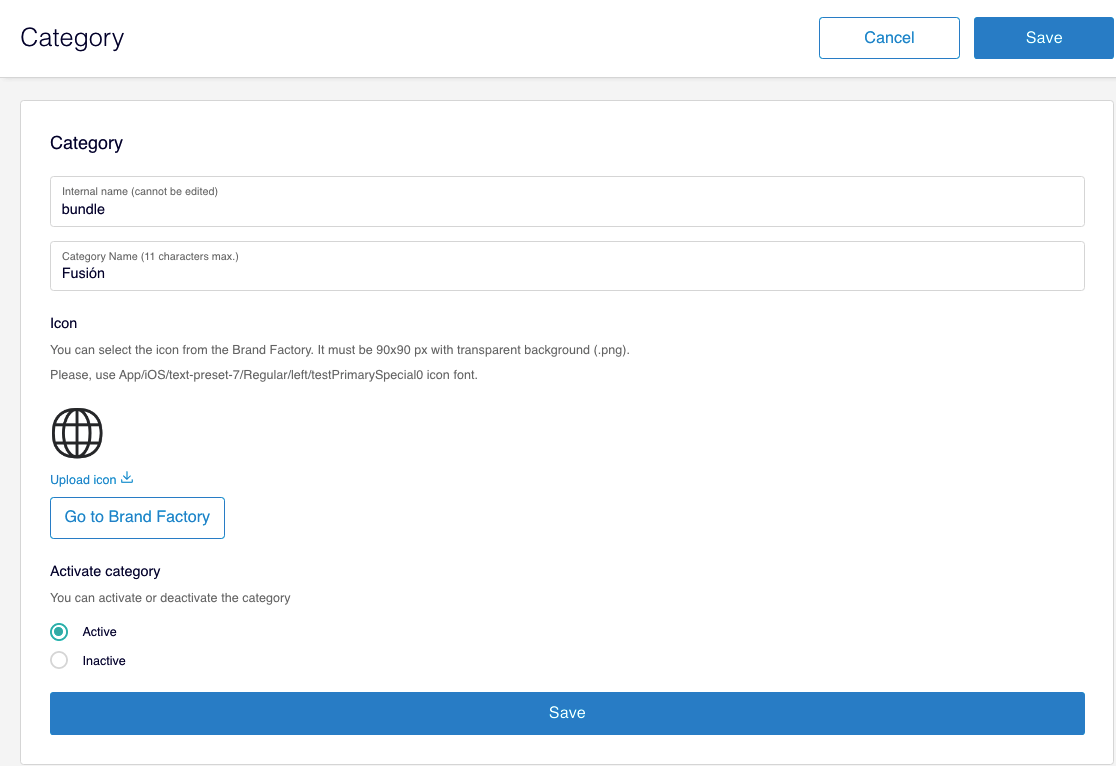 Category
Cancel
Save
Category
Internal name (cannot be edited)
bundle
Category Name (11 characters max.)
Fusión
Icon
You can select the icon from the Brand Factory. It must be 90x90 px with transparent background (.png).
Please, use App/iOS/text-preset-7/Regular/left/testPrimarySpecial0 icon font.
Upload icon
Go to Brand Factory
Activate category
You can activate or deactivate the category
Active
Inactive
Save